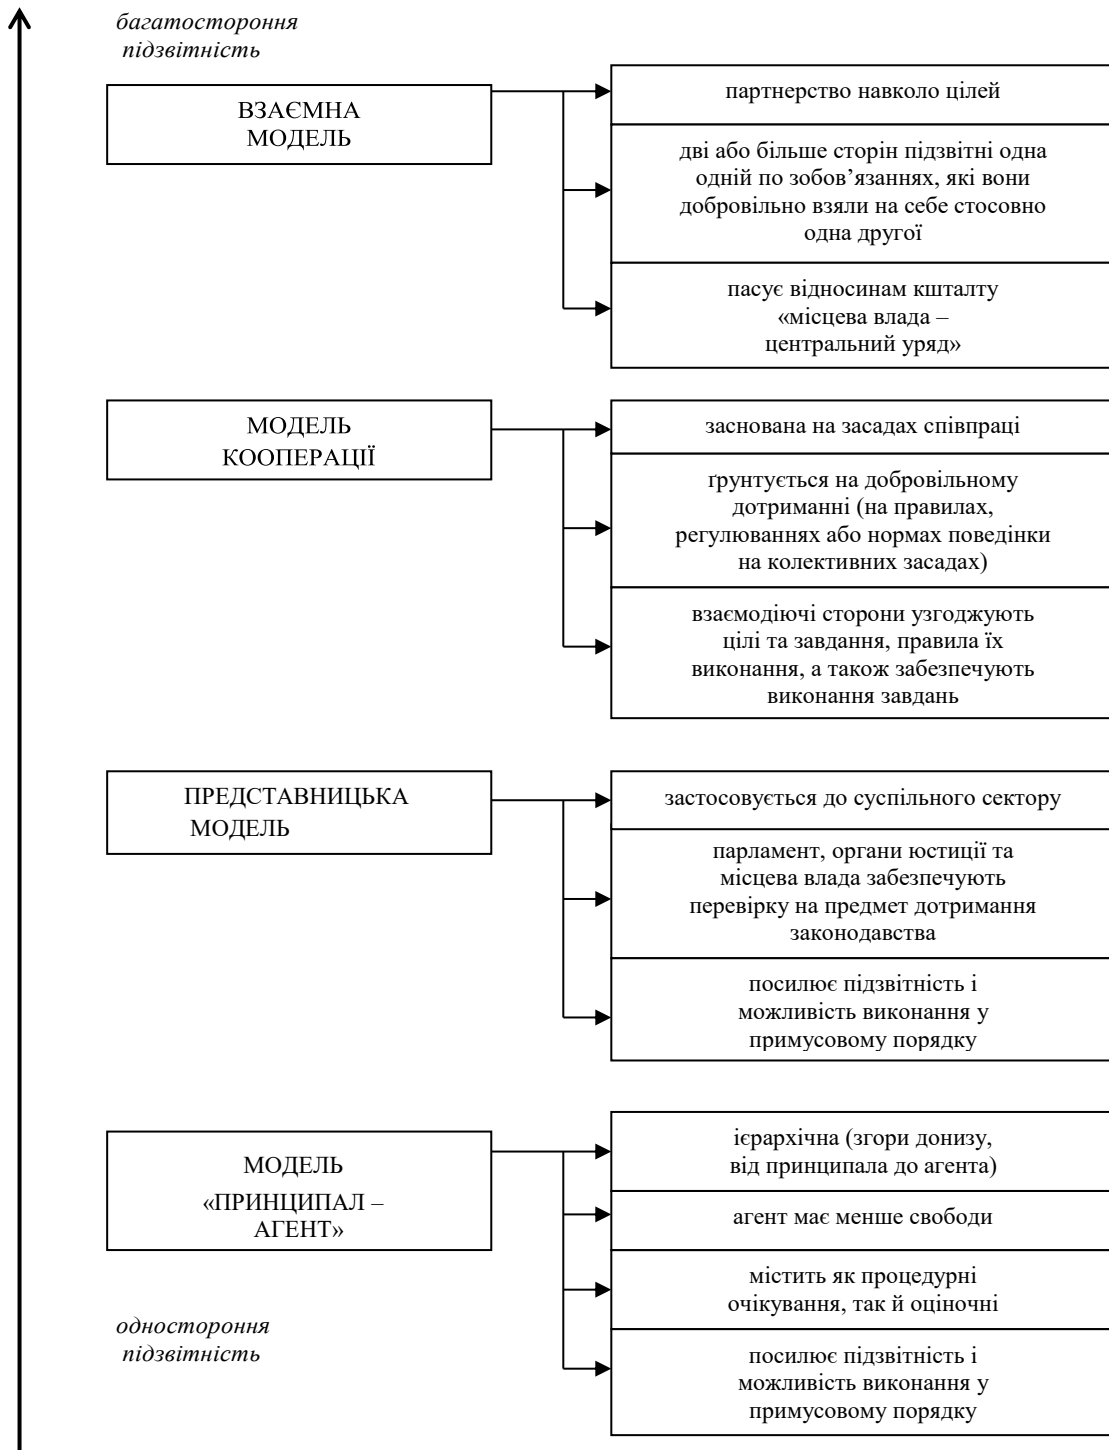 багатостороння
підзвітність
ВЗАЄМНА
МОДЕЛЬ
партнерство навколо цілей
дві або більше сторін підзвітні одна
одній по зобов’язаннях, які вони
добровільно взяли на себе стосовно
одна другої
пасує відносинам кшталту
«місцева влада –
центральний уряд»
МОДЕЛЬ
КООПЕРАЦІЇ
заснована на засадах співпраці
ґрунтується на добровільному
дотриманні (на правилах,
регулюваннях або нормах поведінки
на колективних засадах)
взаємодіючі сторони узгоджують
цілі та завдання, правила їх
виконання, а також забезпечують
виконання завдань
ПРЕДСТАВНИЦЬКА
МОДЕЛЬ
застосовується до суспільного сектору
парламент, органи юстиції та
місцева влада забезпечують
перевірку на предмет дотримання
законодавства
посилює підзвітність і
можливість виконання у
примусовому порядку
МОДЕЛЬ
«ПРИНЦИПАЛ –
АГЕНТ»
ієрархічна (згори донизу,
від принципала до агента)
агент має менше свободи
містить як процедурні
очікування, так й оціночні
посилює підзвітність і
можливість виконання у
примусовому порядку
одностороння
підзвітність